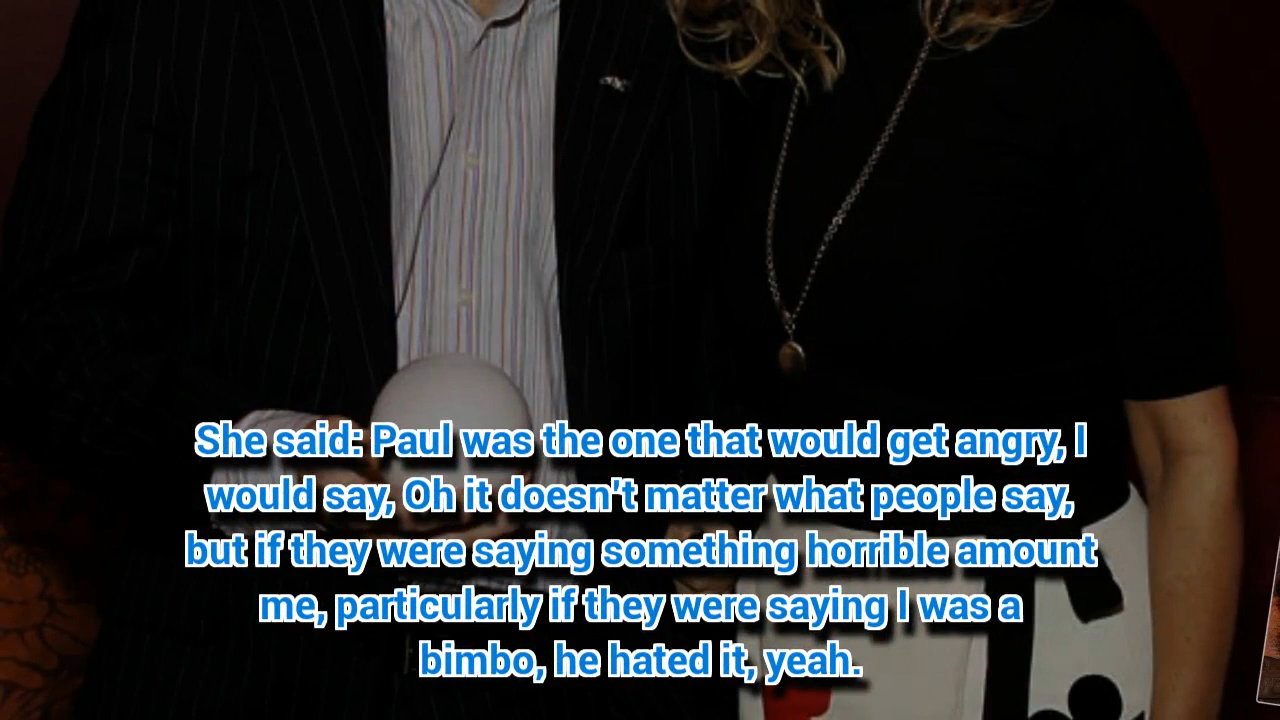 She said: Paul was the one that would get angry, I
would say, Oh it doesn't matter what people say,
but if they were saying something horrible amount
me, particularly if they were saying I was a
bimbo, he hated it, yeah.